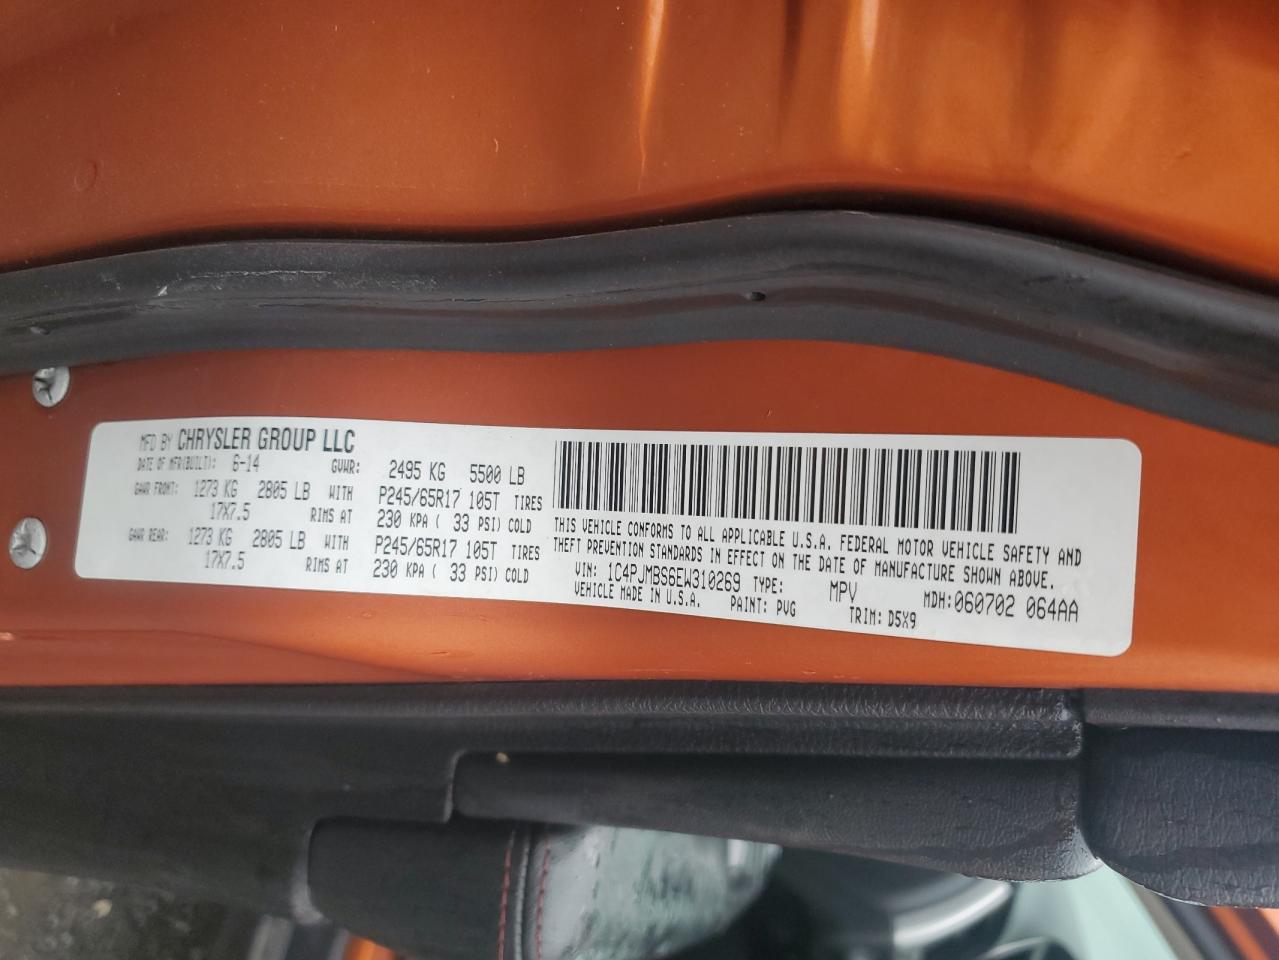 MFD BY CHRYSLER GROUP LLC
DATE OF MFR(BUILT): 6-14 GVWR: 2495 KG 5500 LB
GAWR FRONT: 1273 KG 2805 LB WITH P245/65R17 105T TIRES
17X7.5 RIMS AT 230 KPA ( 33 PSI) COLD
GAWR REAR: 1273 KG 2805 LB WITH P245/65R17 105T TIRES
17X7.5 RIMS AT 230 KPA ( 33 PSI) COLD
THIS VEHICLE CONFORMS TO ALL APPLICABLE U.S.A. FEDERAL MOTOR VEHICLE SAFETY AND
THEFT PREVENTION STANDARDS IN EFFECT ON THE DATE OF MANUFACTURE SHOWN ABOVE.
VIN: 1C4PJMBS6EW310269 TYPE: MPV MDH:060702 064AA
VEHICLE MADE IN U.S.A. PAINT: PVG TRIM: D5X9